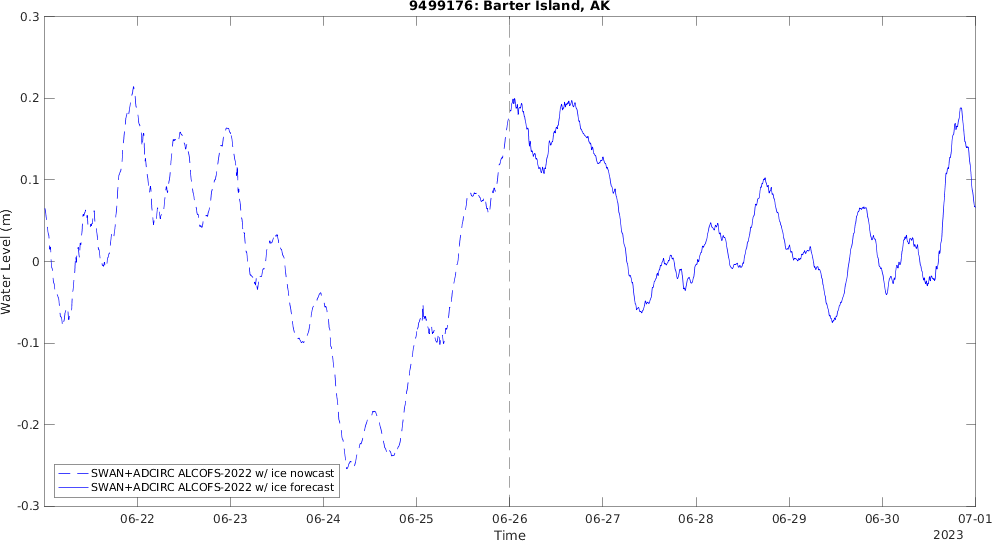 9499176: Barter Island, AK
0.3
0.2
0.1
0
-0.1
-0.2
-0.3
Water Level (m)
SWAN+ADCIRC ALCOFS-2022 w/ ice nowcast
SWAN+ADCIRC ALCOFS-2022 w/ ice forecast
06-22 06-23 06-24 06-25 06-26 06-27 06-28 06-29 06-30 07-01
Time
2023